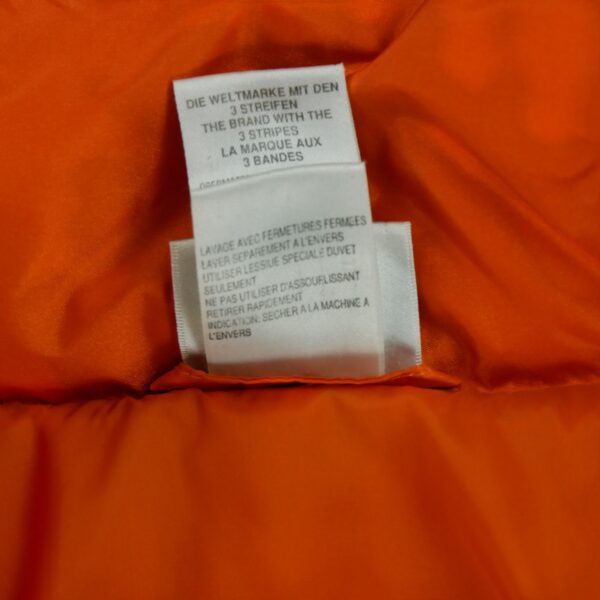 DIE WELTMARKE MIT DEN
3 STREIFEN
THE BRAND WITH THE
3 STRIPES
LA MARQUE AUX
3 BANDES
LAVAGE AVEC FERMETURES FERMEES
LAVER SEPAREMENT A L'ENVERS
UTILISER LESSIVE SPECIALE DUVET
SEULEMENT
NE PAS UTILISER D'ASSOUFLISSANT
RETIRER RAPIDEMENT
INDICATION: SECHER A LA MACHINE A
L'ENVERS